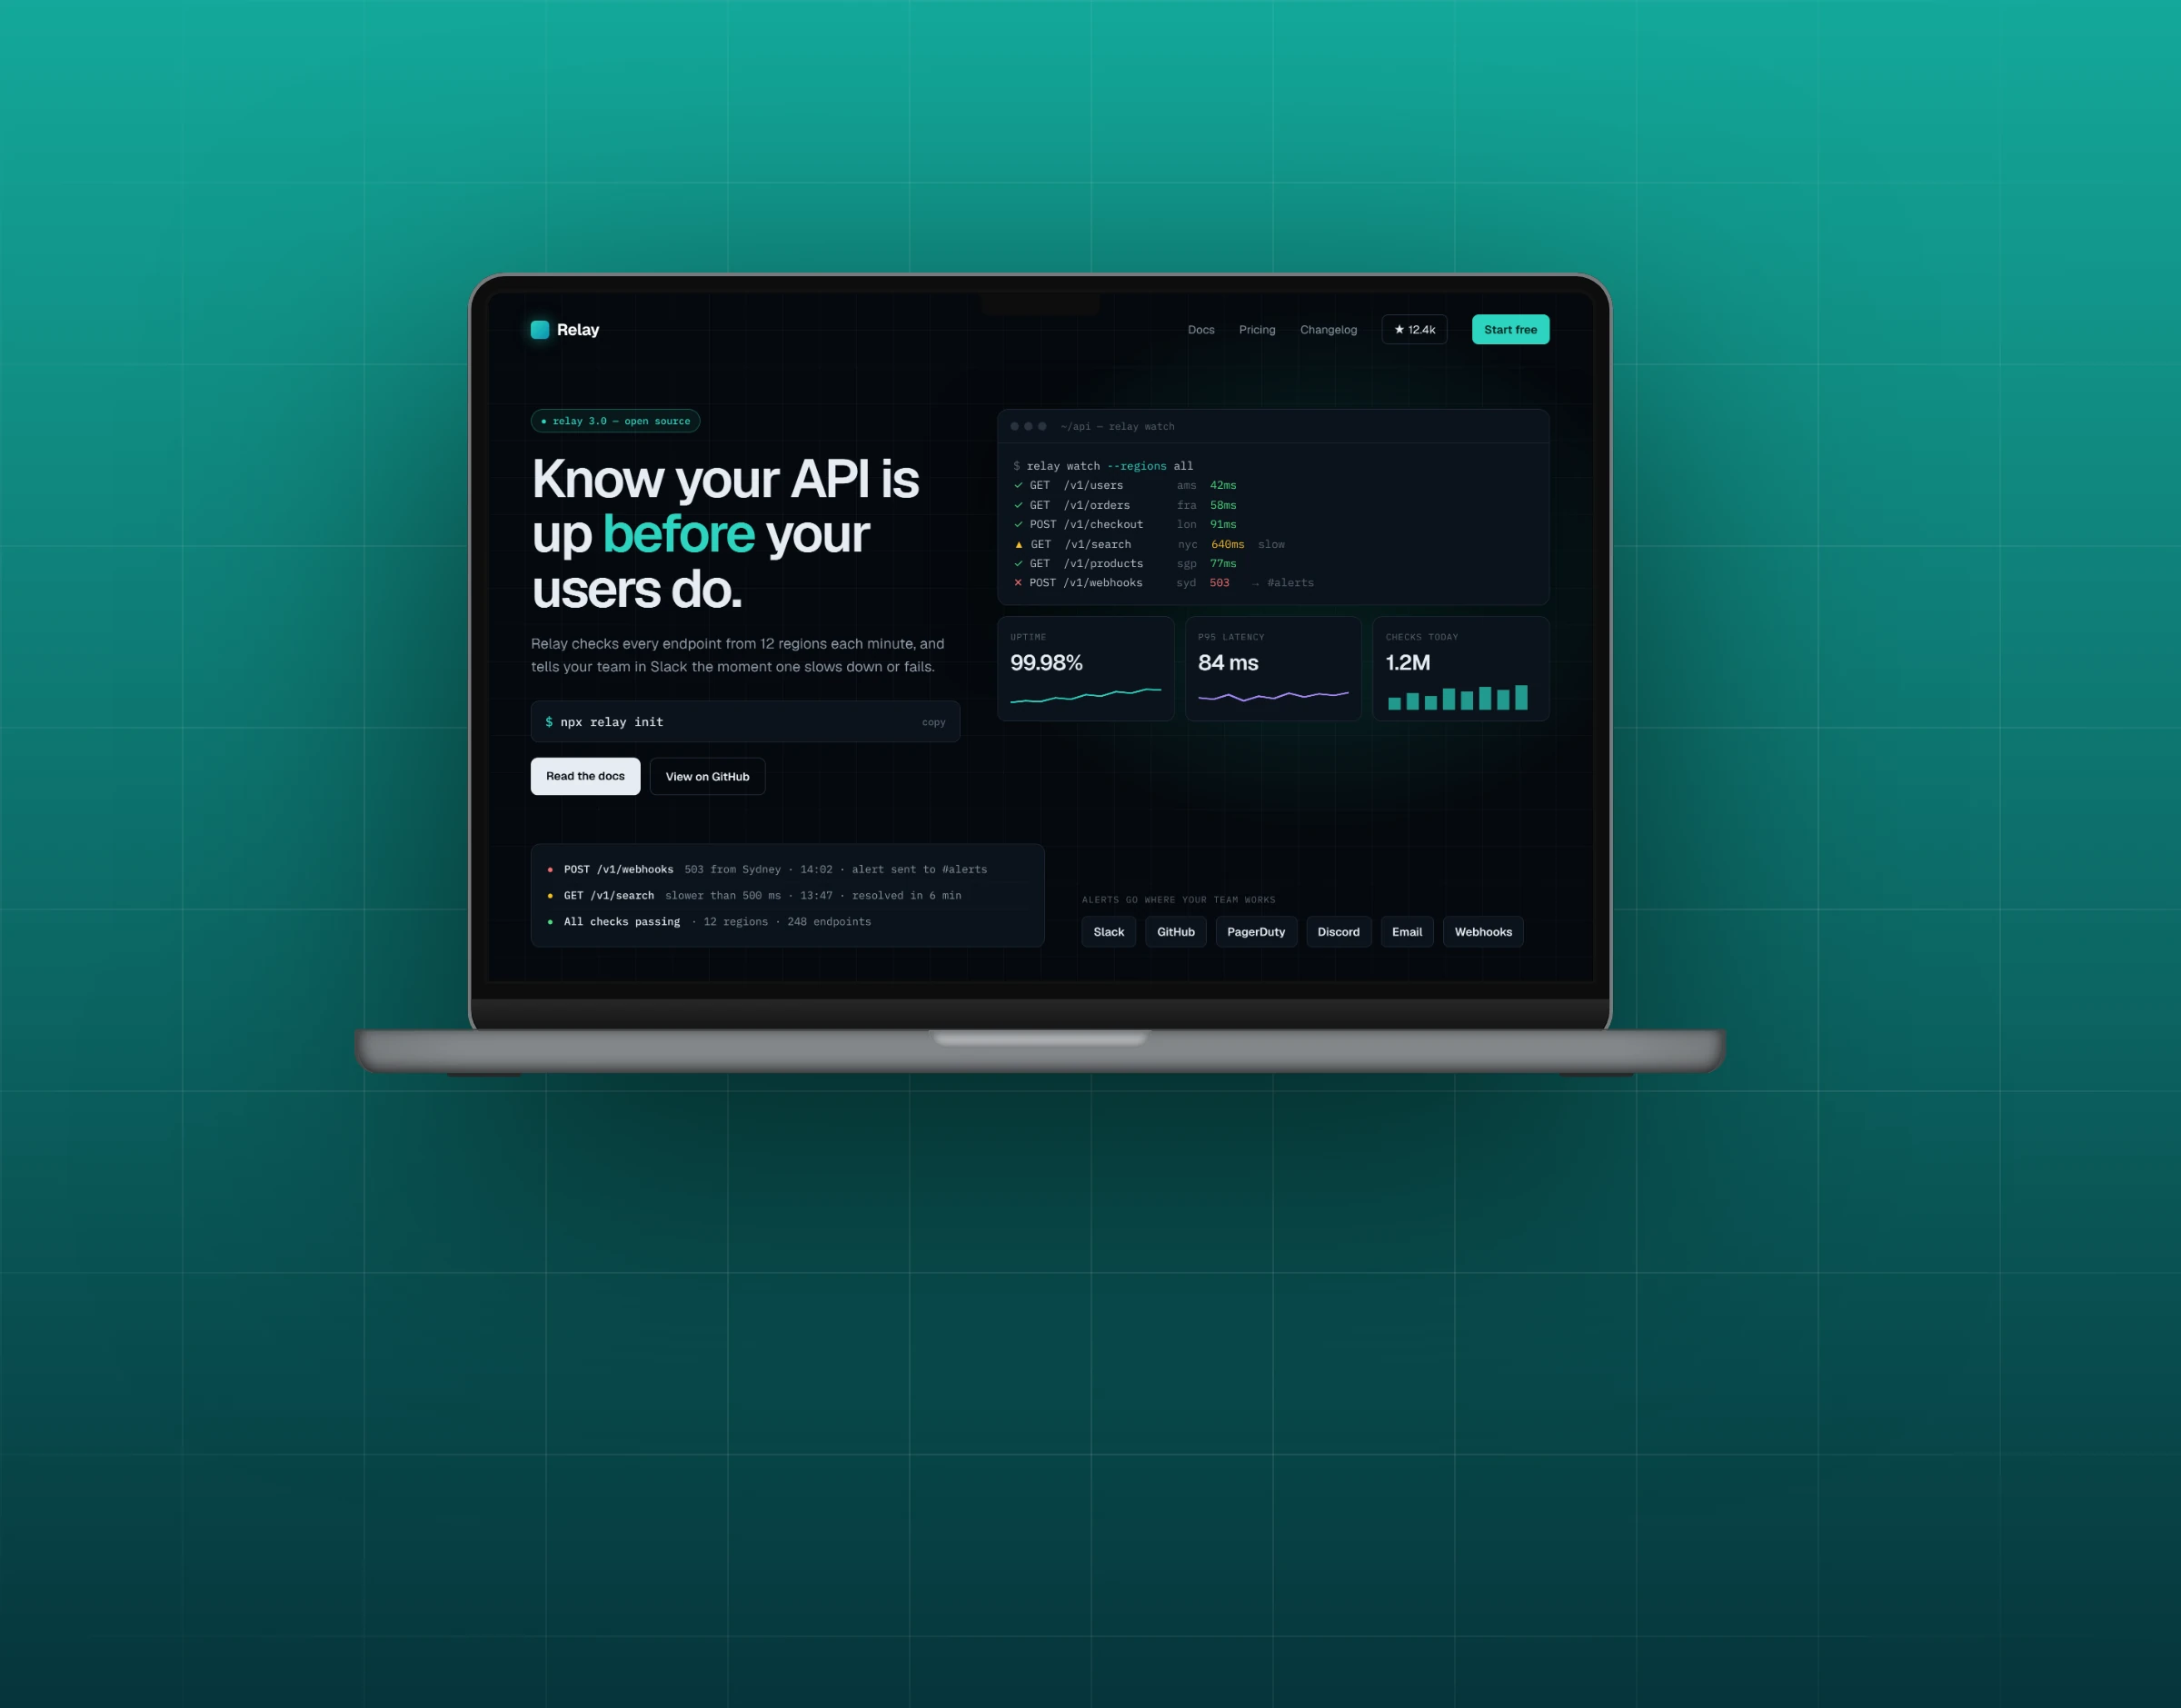 Relay
Docs Pricing Changelog ★ 12.4k Start free
• relay 3.0 — open source
Know your API is
up before your
users do.
Relay checks every endpoint from 12 regions each minute, and
tells your team in Slack the moment one slows down or fails.
$ npx relay init copy
Read the docs View on GitHub
~/api — relay watch
$ relay watch --regions all
✓ GET /v1/users ams 42ms
✓ GET /v1/orders fra 58ms
✓ POST /v1/checkout lon 91ms
▲ GET /v1/search nyc 640ms slow
✓ GET /v1/products sgp 77ms
✕ POST /v1/webhooks syd 503 → #alerts
UPTIME
99.98%
P95 LATENCY
84 ms
CHECKS TODAY
1.2M
• POST /v1/webhooks 503 from Sydney · 14:02 · alert sent to #alerts
• GET /v1/search slower than 500 ms · 13:47 · resolved in 6 min
• All checks passing · 12 regions · 248 endpoints
ALERTS GO WHERE YOUR TEAM WORKS
Slack GitHub PagerDuty Discord Email Webhooks